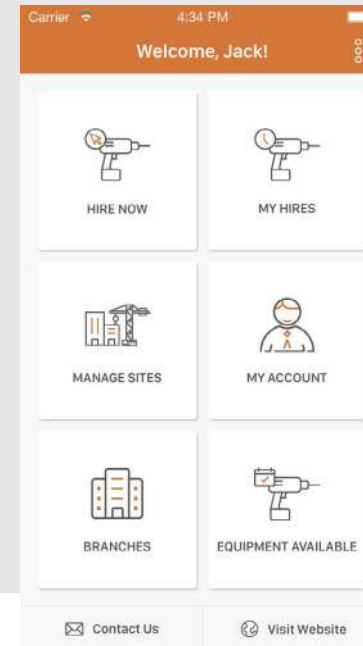 Carrier 4:34 PM
Welcome, Jack!
HIRE NOW MY HIRES
MANAGE SITES MY ACCOUNT
BRANCHES EQUIPMENT AVAILABLE
Contact Us Visit Website